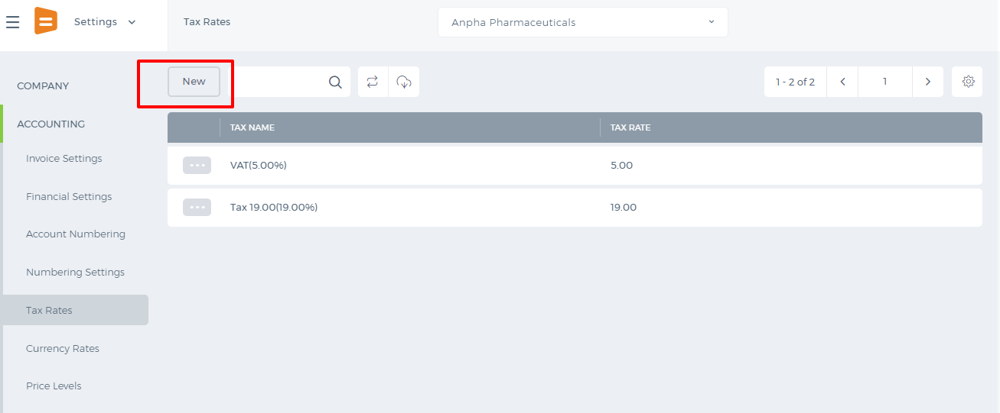 Settings
Tax Rates
Anpha Pharmaceuticals
New
1 - 2 of 2
1
COMPANY
ACCOUNTING
Invoice Settings
Financial Settings
Account Numbering
Numbering Settings
Tax Rates
Currency Rates
Price Levels
TAX NAME TAX RATE
VAT(5.00%) 5.00
Tax 19.00(19.00%) 19.00